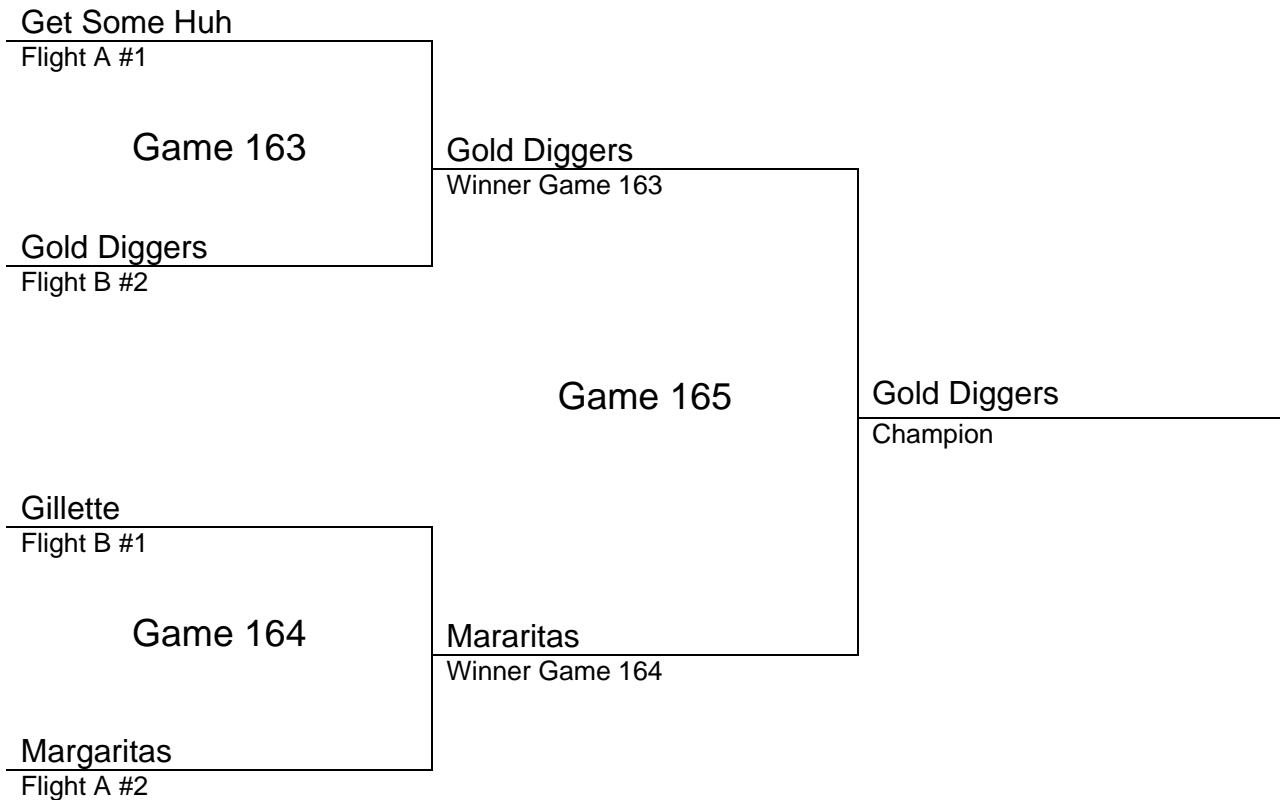 Get Some Huh
Flight A #1
Game 163
Gold Diggers
Winner Game 163
Gold Diggers
Flight B #2
Game 165
Gold Diggers
Champion
Gillette
Flight B #1
Game 164
Mararitas
Winner Game 164
Margaritas
Flight A #2